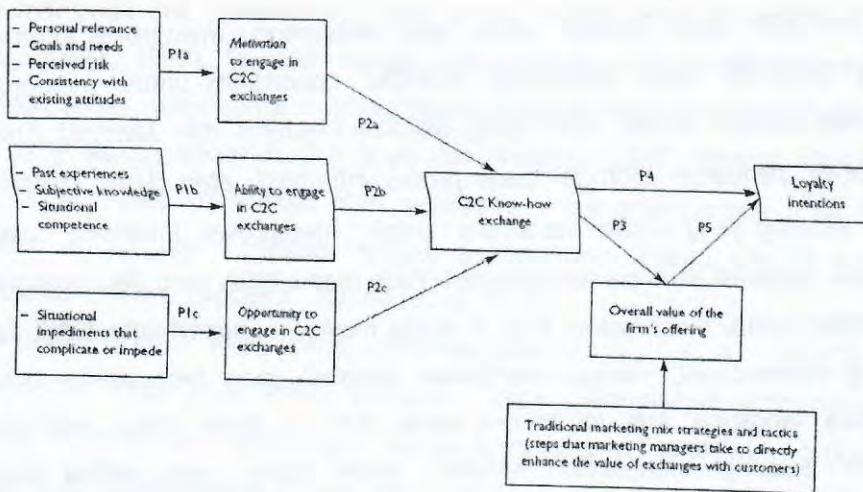 – Personal relevance
– Goals and needs
– Perceived risk
– Consistency with
existing attitudes
P1a
Motivation
to engage in
C2C
exchanges
P2a
– Past experiences
– Subjective knowledge
– Situational
competence
P1b
Ability to engage
in C2C
exchanges
P2b
C2C Know-how
exchange
P4
Loyalty
intentions
P3
P5
– Situational
impediments that
complicate or impede
P1c
Opportunity to
engage in C2C
exchanges
P2c
Overall value of the
firm's offering
Traditional marketing mix strategies and tactics
(steps that marketing managers take to directly
enhance the value of exchanges with customers)